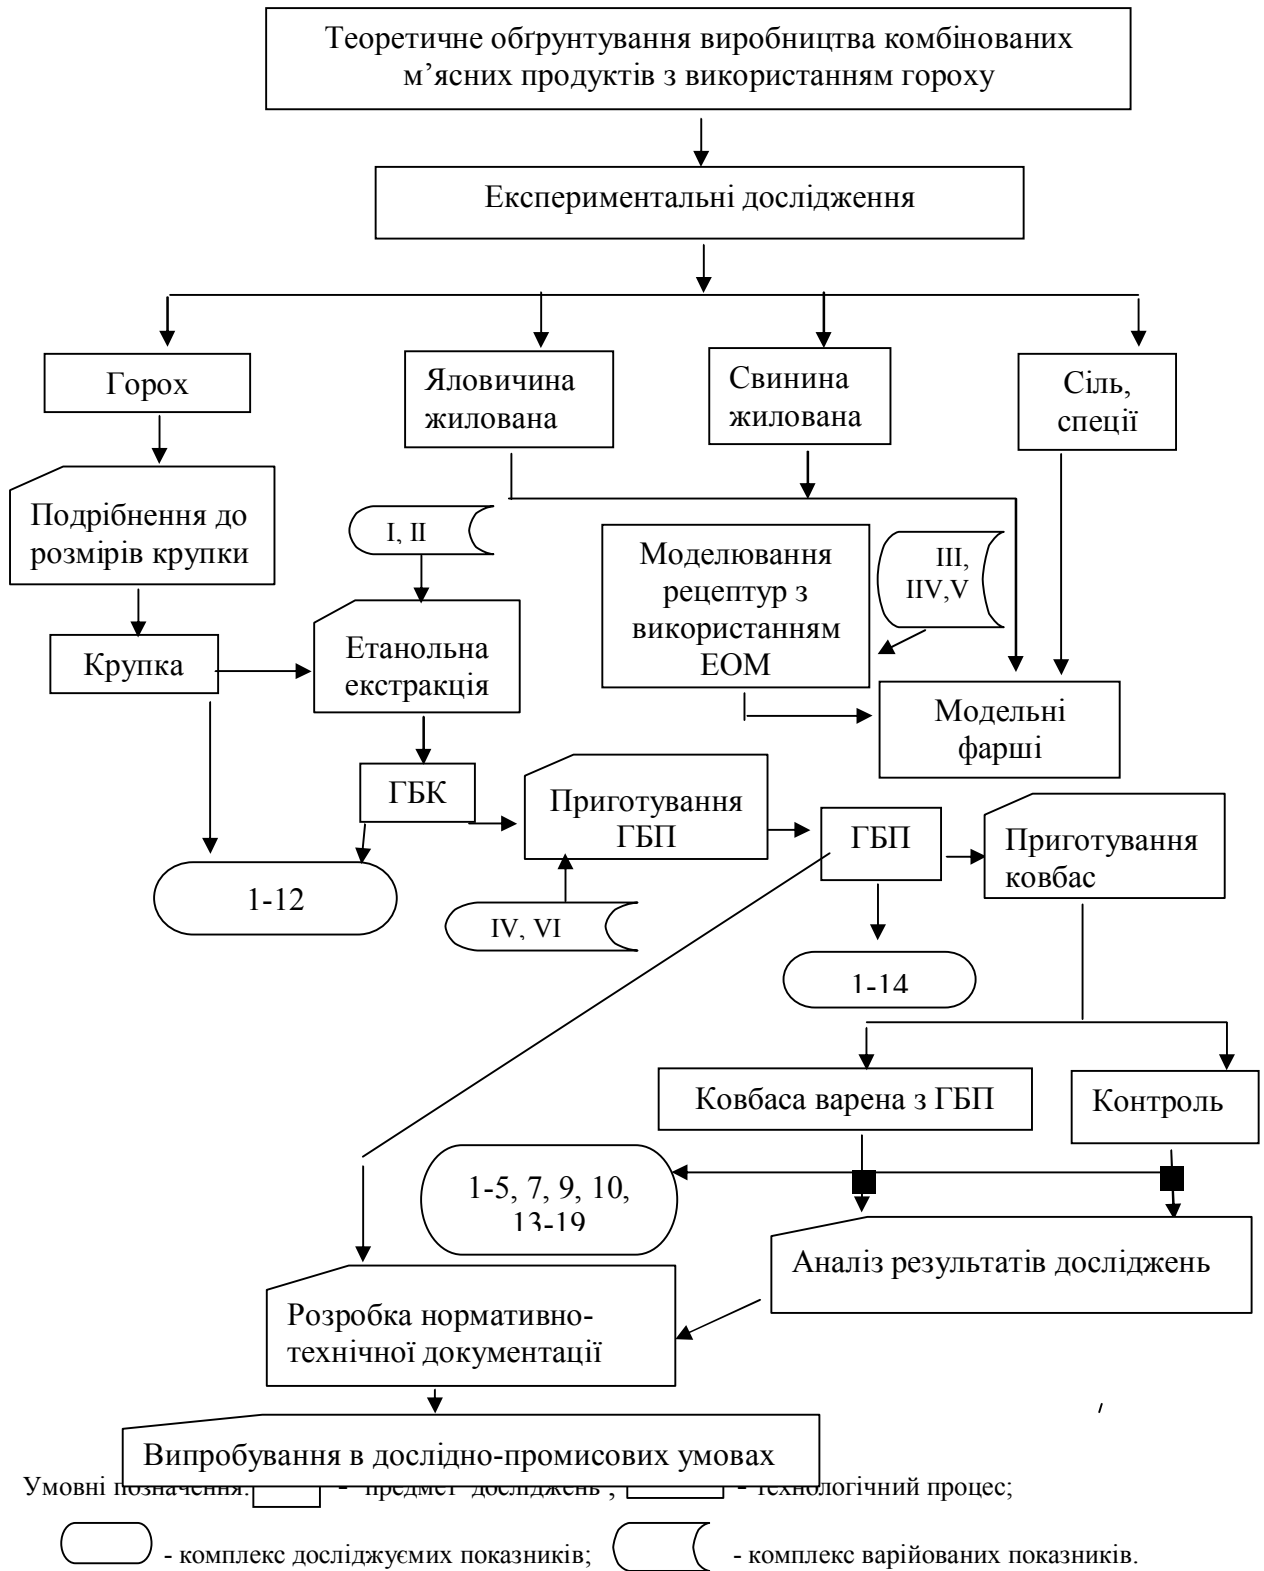 Теоретичне обґрунтування виробництва комбінованих
м’ясних продуктів з використанням гороху
Експериментальні дослідження
Горох
Яловичина
жилована
Свинина
жилована
Сіль,
спеції
Подрібнення до
розмірів крупки
I, II
Моделювання
рецептур з
використанням
ЕОМ
III,
IIV,V
Крупка
Етанольна
екстракція
Модельні
фарші
ГБК
Приготування
ГБП
ГБП
Приготування
ковбас
1-12
IV, VI
1-14
Ковбаса варена з ГБП
Контроль
1-5, 7, 9, 10,
13-19
Аналіз результатів досліджень
Розробка нормативно-
технічної документації
Випробування в дослідно-промисових умовах
Умовні позначення: - предмет досліджень ; - технологічний процес;
- комплекс досліджуємих показників; - комплекс варійованих показників.